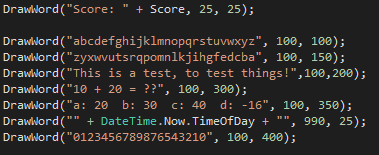 DrawWord("Score: " + Score, 25, 25);
DrawWord("abcdefghijklmnopqrstuvwxyz", 100, 100);
DrawWord("zyxwvutsrqponmlkjihgfedcba", 100, 150);
DrawWord("This is a test, to test things!",100,200);
DrawWord("10 + 20 = ??", 100, 300);
DrawWord("a: 20  b: 30  c: 40  d: -16", 100, 350);
DrawWord("" + DateTime.Now.TimeOfDay + "", 990, 25);
DrawWord("0123456789876543210", 100, 400);